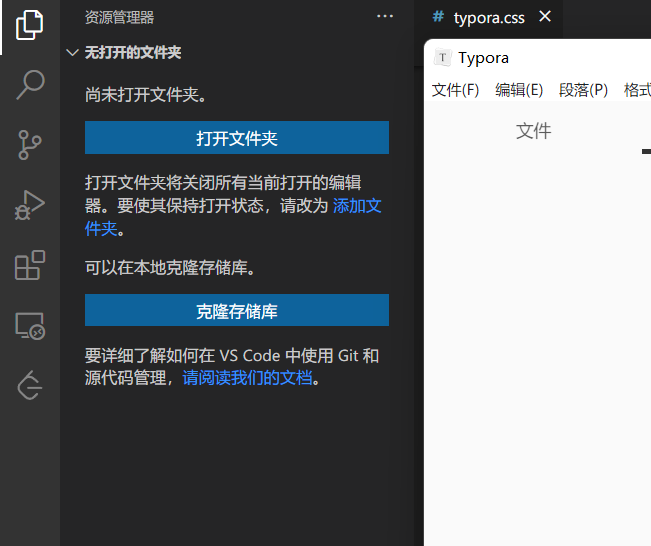 资源管理器
无打开的文件夹
尚未打开文件夹。
打开文件夹
打开文件夹将关闭所有当前打开的编辑
器。要使其保持打开状态，请改为 添加文
件夹。
可以在本地克隆存储库。
克隆存储库
要详细了解如何在 VS Code 中使用 Git 和
源代码管理，请阅读我们的文档。
# typora.css
T Typora
文件(F) 编辑(E) 段落(P) 格式
文件